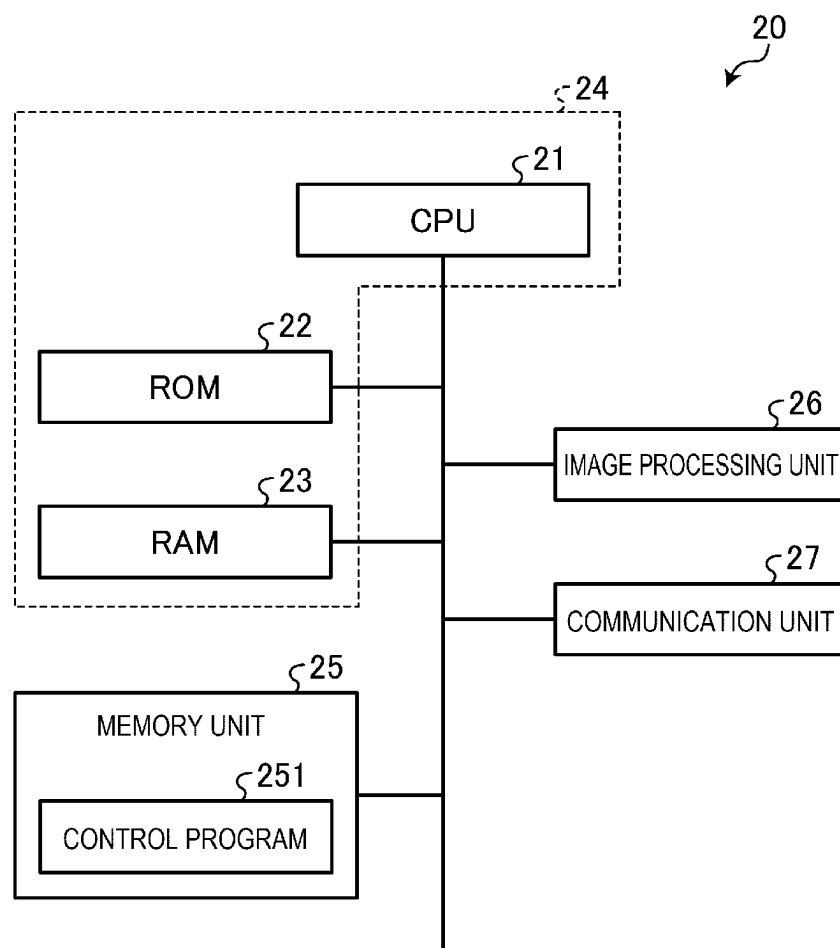 20
24
21
CPU
22
ROM
26
IMAGE PROCESSING UNIT
23
RAM
27
COMMUNICATION UNIT
25
MEMORY UNIT
251
CONTROL PROGRAM